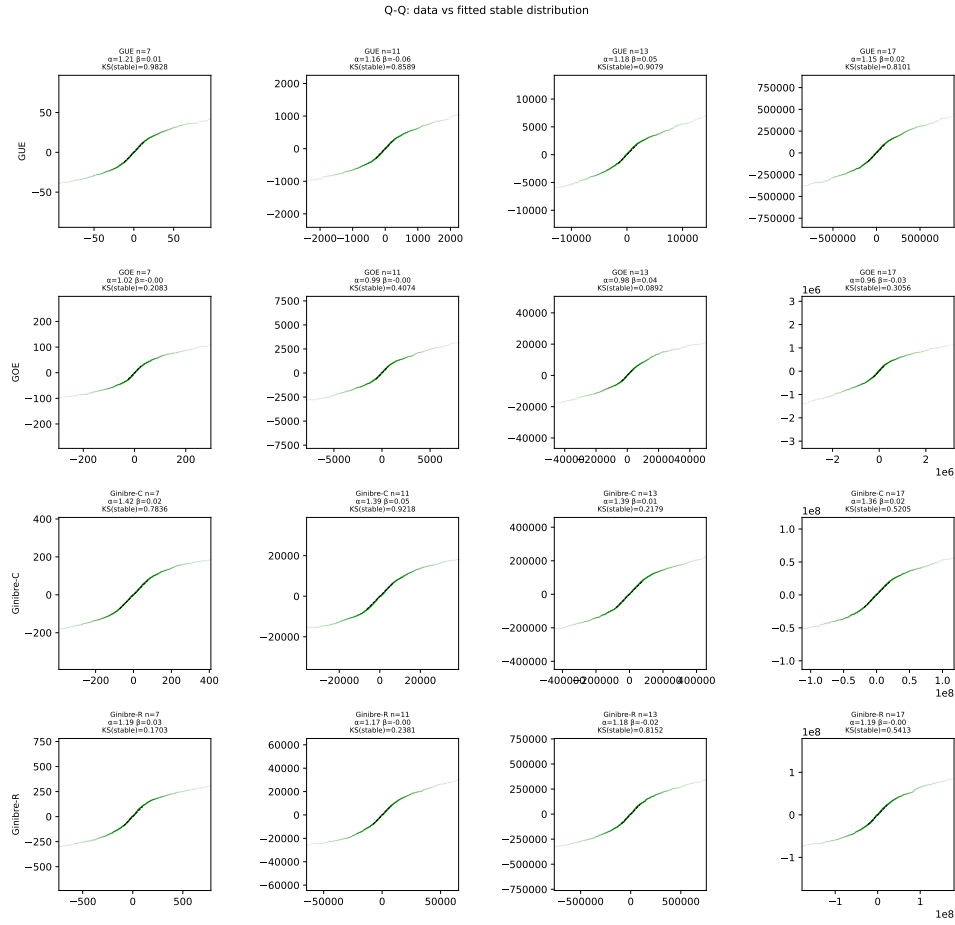 Q-Q: data vs fitted stable distribution
GUE n=7
α=1.21 β=0.01
KS(stable)=0.9828
GUE n=11
α=1.16 β=-0.06
KS(stable)=0.8589
GUE n=13
α=1.18 β=0.05
KS(stable)=0.9079
GUE n=17
α=1.15 β=0.02
KS(stable)=0.8101
GUE
50
0
−50
−50 0 50
2000
1000
0
−1000
−2000
−2000 −1000 0 1000 2000
10000
5000
0
−5000
−10000
−10000 0 10000
750000
500000
250000
0
−250000
−500000
−750000
−500000 0 500000
GOE n=7
α=1.02 β=-0.00
KS(stable)=0.2083
GOE n=11
α=0.99 β=-0.00
KS(stable)=0.4074
GOE n=13
α=0.98 β=0.04
KS(stable)=0.0892
GOE n=17
α=0.96 β=-0.03
KS(stable)=0.3056
GOE
200
100
0
−100
−200
−200 0 200
7500
5000
2500
0
−2500
−5000
−7500
−5000 0 5000
40000
20000
0
−20000
−40000
−40000 −20000 0 20000 40000
1e6
3
2
1
0
−1
−2
−3
−2 0 2
1e6
Ginibre-C n=7
α=1.42 β=0.02
KS(stable)=0.7836
Ginibre-C n=11
α=1.39 β=0.05
KS(stable)=0.9218
Ginibre-C n=13
α=1.39 β=0.01
KS(stable)=0.2179
Ginibre-C n=17
α=1.36 β=0.02
KS(stable)=0.5205
Ginibre-C
400
200
0
−200
−200 0 200 400
20000
0
−20000
−20000 0 20000
400000
200000
0
−200000
−400000
−400000 −200000 0 200000 400000
1e8
1.0
0.5
0.0
−0.5
−1.0
−1.0 −0.5 0.0 0.5 1.0
1e8
Ginibre-R n=7
α=1.19 β=0.03
KS(stable)=0.1703
Ginibre-R n=11
α=1.17 β=-0.00
KS(stable)=0.2381
Ginibre-R n=13
α=1.18 β=-0.02
KS(stable)=0.8152
Ginibre-R n=17
α=1.19 β=-0.00
KS(stable)=0.5413
Ginibre-R
750
500
250
0
−250
−500
−500 0 500
60000
40000
20000
0
−20000
−40000
−60000
−50000 0 50000
750000
500000
250000
0
−250000
−500000
−750000
−500000 0 500000
1e8
1
0
−1
−1 0 1
1e8